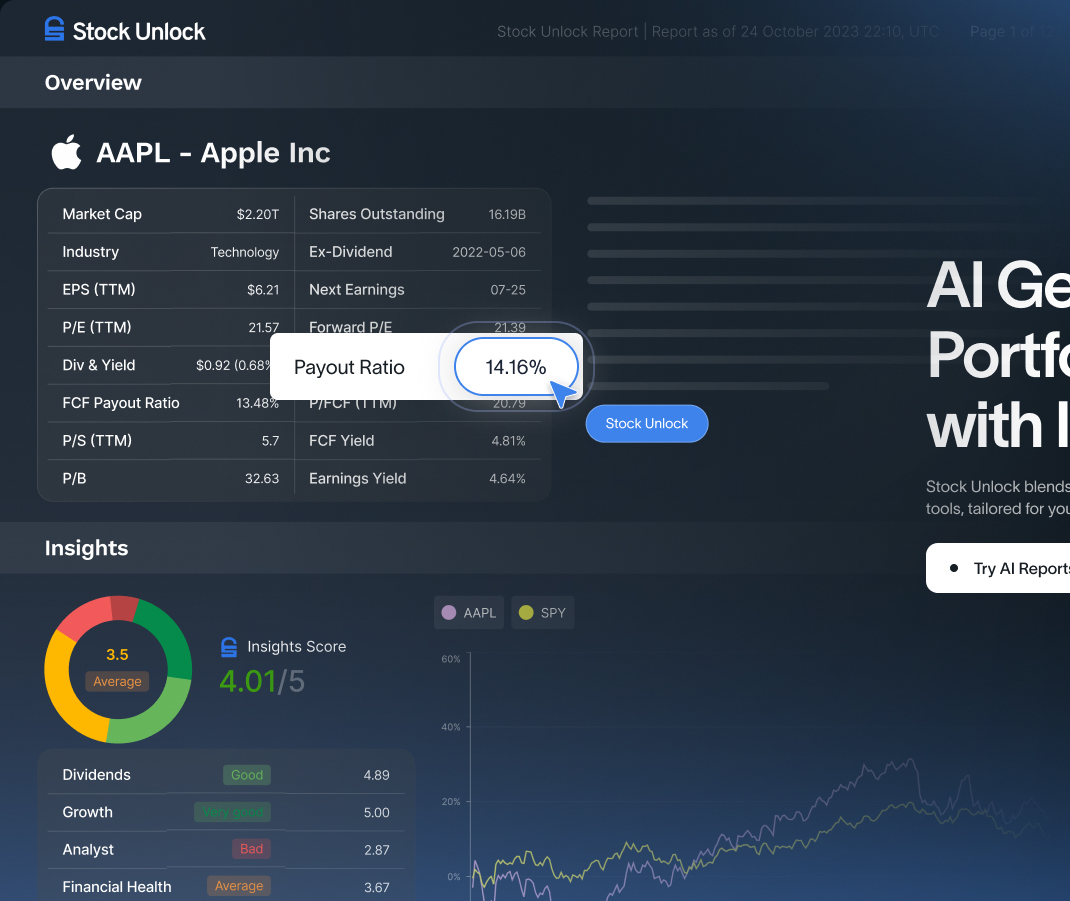 Stock Unlock
Stock Unlock Report | Report as of 24 October 2023 22:10, UTC
Page 1 of
Overview
AAPL - Apple Inc
Market Cap $2.20T Shares Outstanding 16.19B
Industry Technology Ex-Dividend 2022-05-06
EPS (TTM) $6.21 Next Earnings 07-25
P/E (TTM) 21.57 Forward P/E 21.39
Div & Yield $0.92 (0.68%
Payout Ratio 14.16%
FCF Payout Ratio 13.48% P/FCF (TTM) 20.79
P/S (TTM) 5.7 FCF Yield 4.81%
P/B 32.63 Earnings Yield 4.64%
Stock Unlock
AI Ge
Portfo
with I
Stock Unlock blends
tools, tailored for you
Try AI Reports
Insights
3.5
Average
Insights Score
4.01/5
Dividends Good 4.89
Growth Very good 5.00
Analyst Bad 2.87
Financial Health Average 3.67
AAPL SPY
60%
40%
20%
0%